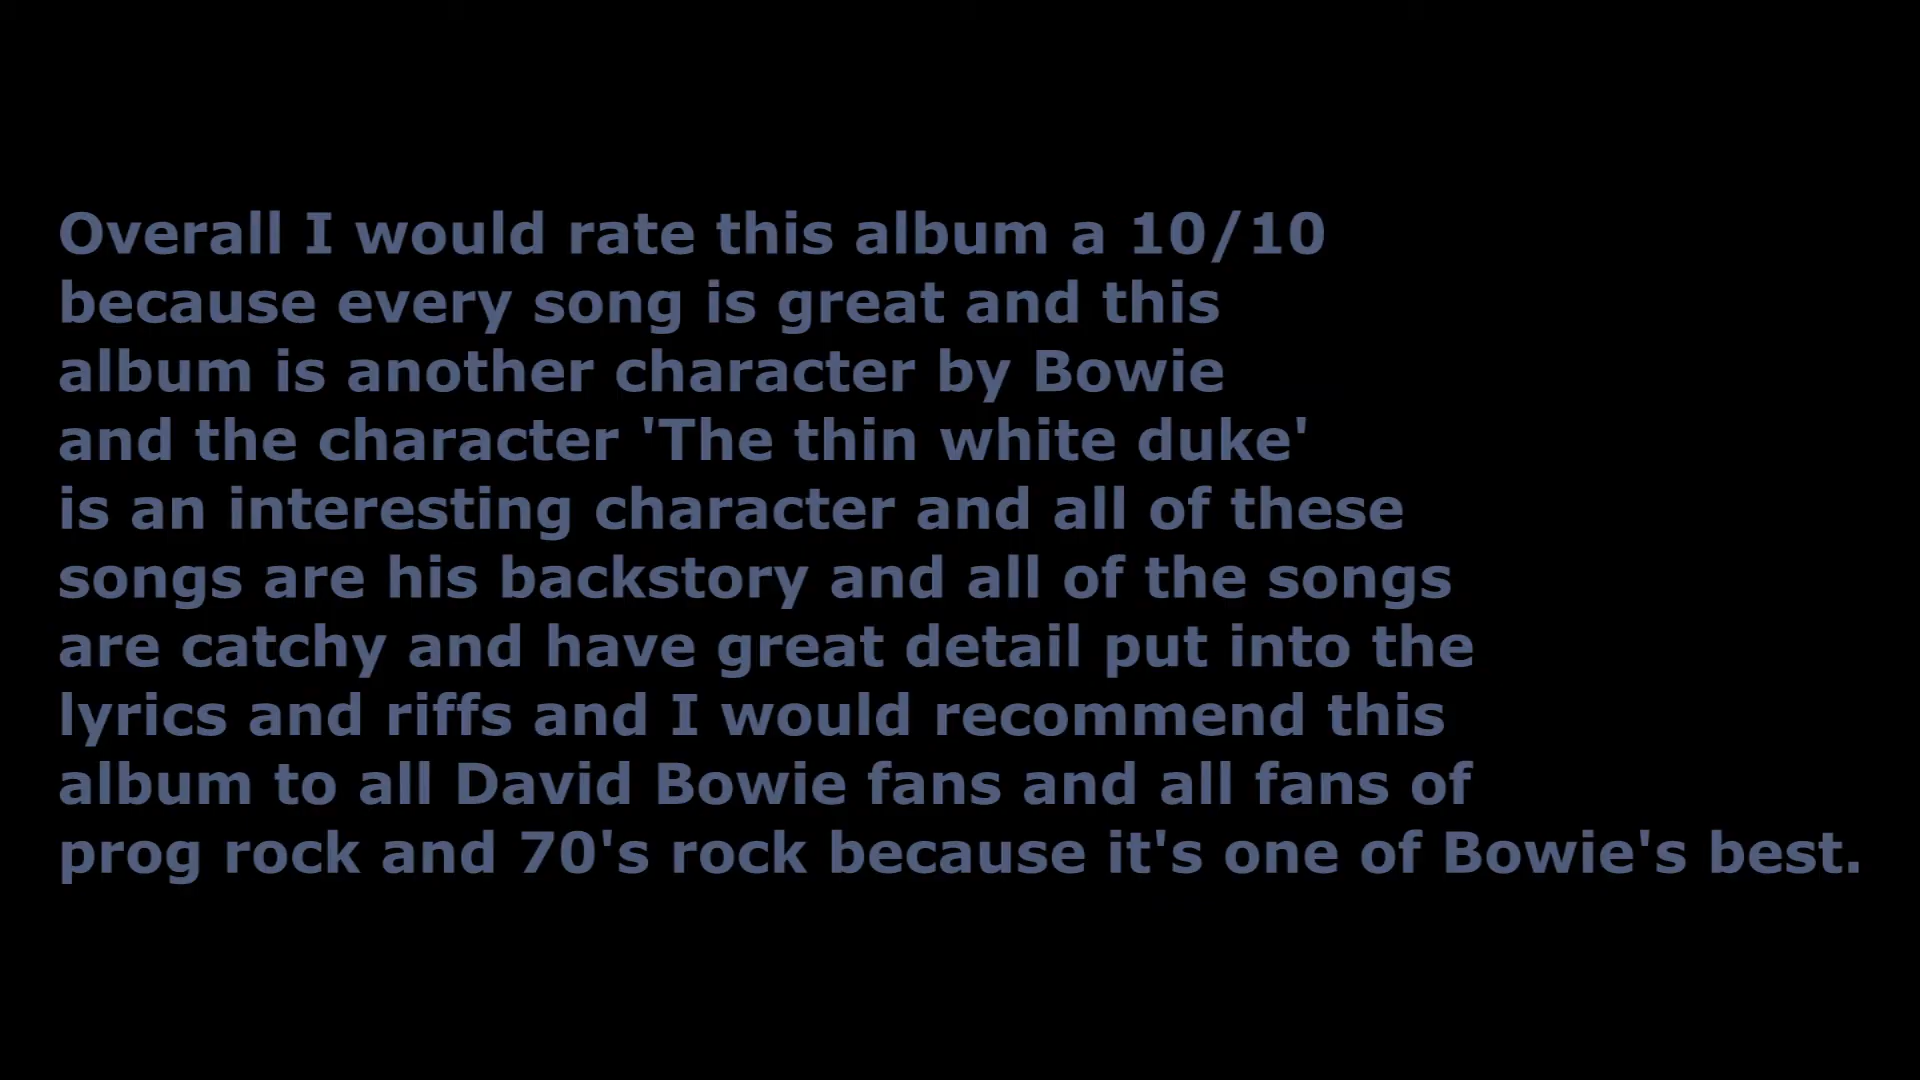 Overall I would rate this album a 10/10
because every song is great and this
album is another character by Bowie
and the character 'The thin white duke'
is an interesting character and all of these
songs are his backstory and all of the songs
are catchy and have great detail put into the
lyrics and riffs and I would recommend this
album to all David Bowie fans and all fans of
prog rock and 70's rock because it's one of Bowie's best.